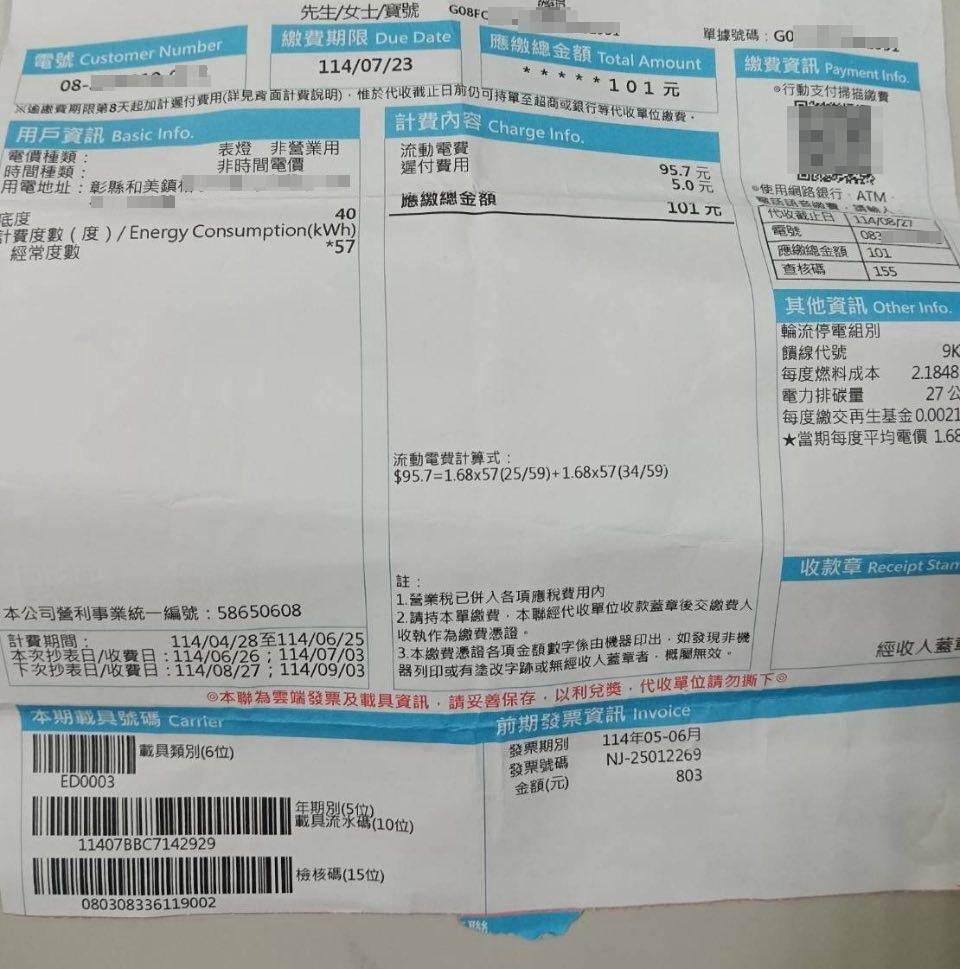 先生/女士/寶號
G08FC
單據號碼:G0
電號 Customer Number
08-
繳費期限 Due Date
114/07/23
應繳總金額 Total Amount
*****101元
繳費資訊 Payment Info.
◎行動支付掃描繳費
※逾繳費期限第8天起加計遲付費用(詳見背面計費說明),惟於代收截止日前仍可持單至超商或銀行等代收單位繳費。
用戶資訊 Basic Info.
電價種類: 表燈 非營業用
時間種類: 非時間電價
用電地址:彰縣和美鎮
底度 40
計費度數(度)/Energy Consumption(kWh)
經常度數 *57
計費內容 Charge Info.
流動電費 95.7元
遲付費用 5.0元
應繳總金額 101元
流動電費計算式:
$95.7=1.68x57(25/59)+1.68x57(34/59)
註:
1.營業稅已併入各項應稅費用內
2.請持本單繳費,本聯經代收單位收款蓋章後交繳費人
收執作為繳費憑證。
3.本繳費憑證各項金額數字係由機器印出,如發現非機
器列印或有塗改字跡或無經收人蓋章者,概屬無效。
◎使用網路銀行、ATM、
代收截止日 114/08/27
電號 083
應繳總金額 101
查核碼 155
其他資訊 Other Info.
輪流停電組別
饋線代號 9K
每度燃料成本 2.1848
電力排碳量 27公
每度繳交再生基金0.0021
★當期每度平均電價 1.68
收款章 Receipt Stam
經收人蓋章
本公司營利事業統一編號:58650608
計費期間: 114/04/28至114/06/25
本次抄表日/收費日:114/06/26;114/07/03
下次抄表日/收費日:114/08/27;114/09/03
◎本聯為雲端發票及載具資訊,請妥善保存,以利兌獎,代收單位請勿撕下◎
本期載具號碼 Carrier
載具類別(6位)
ED0003
年期別(5位)
載具流水碼(10位)
11407BBC7142929
檢核碼(15位)
080308336119002
前期發票資訊 Invoice
發票期別 114年05-06月
發票號碼 NJ-25012269
金額(元) 803
聯